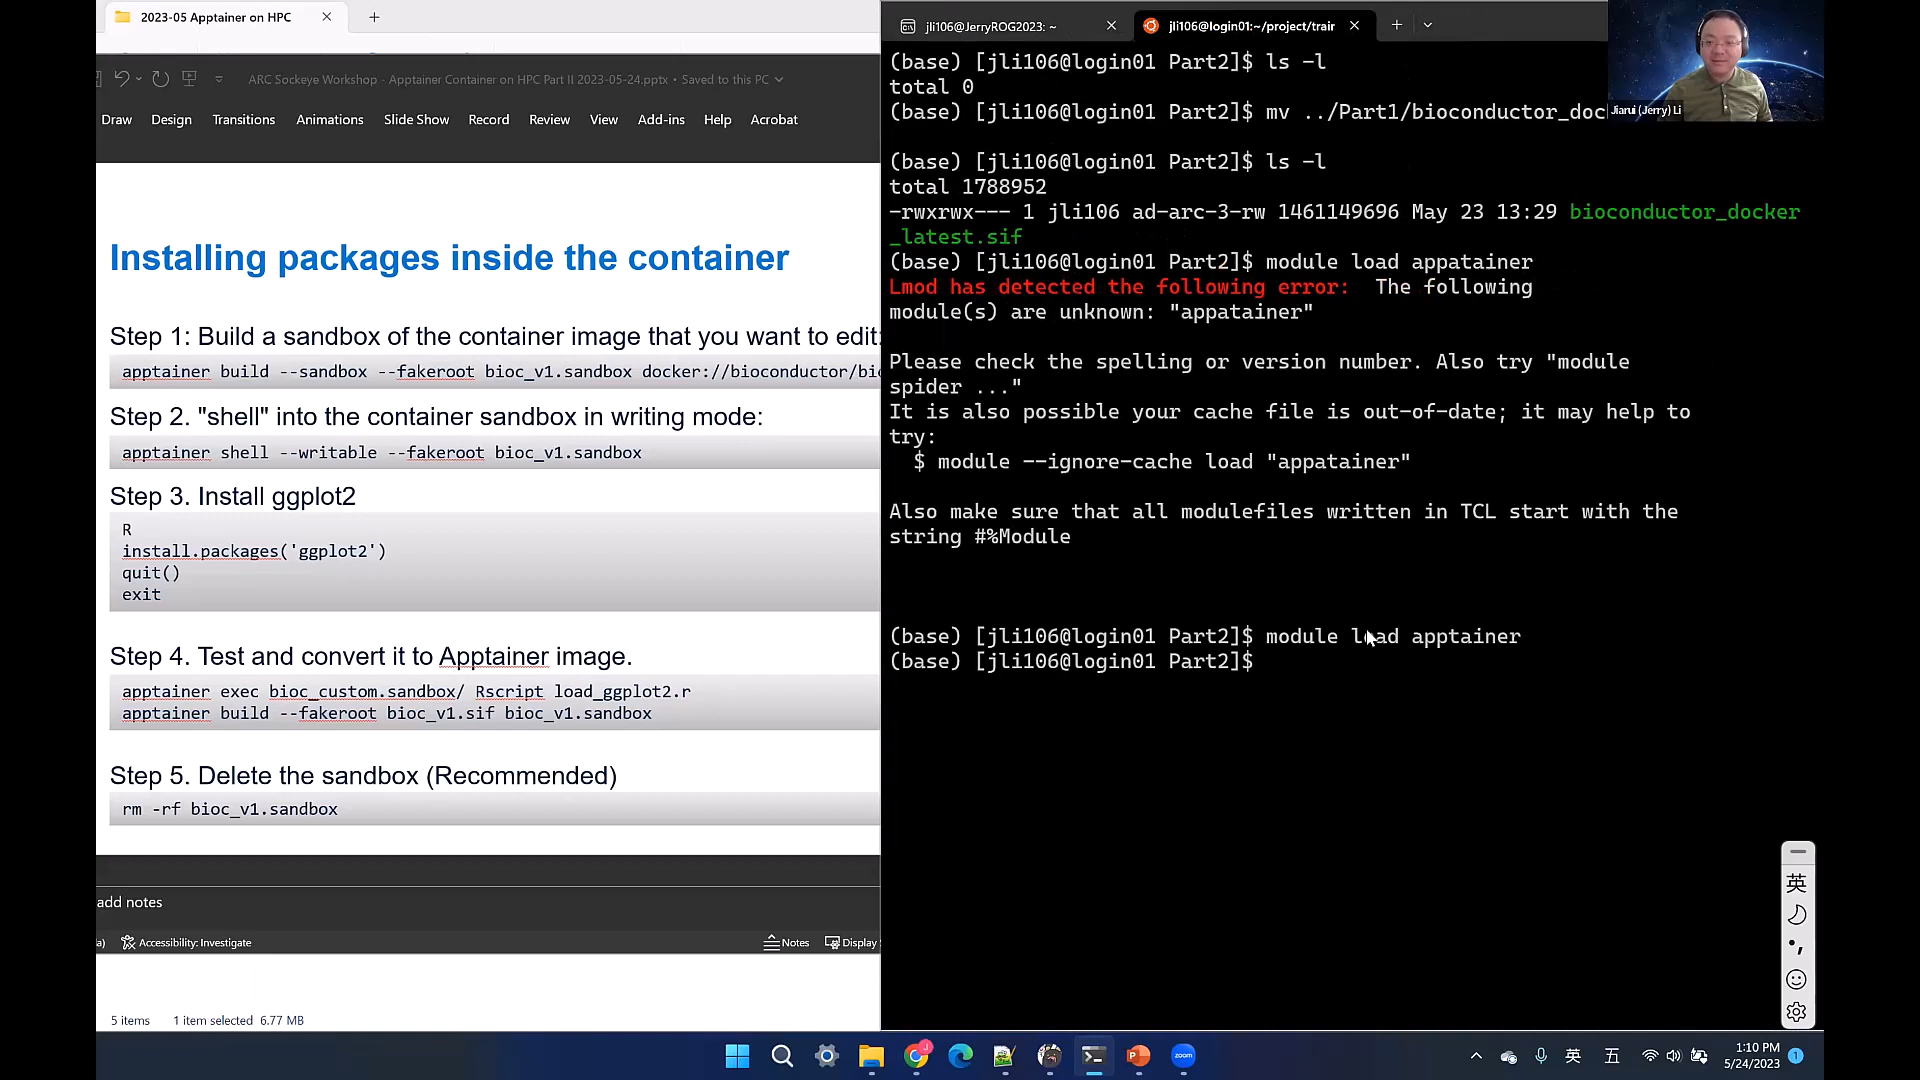 2023-05 Apptainer on HPC
ARC Sockeye Workshop - Apptainer Container on HPC Part II 2023-05-24.pptx • Saved to this PC
Draw Design Transitions Animations Slide Show Record Review View Add-ins Help Acrobat
Installing packages inside the container
Step 1: Build a sandbox of the container image that you want to edit:
apptainer build --sandbox --fakeroot bioc_v1.sandbox docker://bioconductor/bi
Step 2. "shell" into the container sandbox in writing mode:
apptainer shell --writable --fakeroot bioc_v1.sandbox
Step 3. Install ggplot2
R
install.packages('ggplot2')
quit()
exit
Step 4. Test and convert it to Apptainer image.
apptainer exec bioc_custom.sandbox/ Rscript load_ggplot2.r
apptainer build --fakeroot bioc_v1.sif bioc_v1.sandbox
Step 5. Delete the sandbox (Recommended)
rm -rf bioc_v1.sandbox
add notes
a) Accessibility: Investigate Notes Display
5 items 1 item selected 6.77 MB
jli106@JerryROG2023: ~
jli106@login01:~/project/trair
(base) [jli106@login01 Part2]$ ls -l
total 0
(base) [jli106@login01 Part2]$ mv ../Part1/bioconductor_doc
(base) [jli106@login01 Part2]$ ls -l
total 1788952
-rwxrwx--- 1 jli106 ad-arc-3-rw 1461149696 May 23 13:29 bioconductor_docker
_latest.sif
(base) [jli106@login01 Part2]$ module load appatainer
Lmod has detected the following error: The following
module(s) are unknown: "appatainer"
Please check the spelling or version number. Also try "module
spider ..."
It is also possible your cache file is out-of-date; it may help to
try:
$ module --ignore-cache load "appatainer"
Also make sure that all modulefiles written in TCL start with the
string #%Module
(base) [jli106@login01 Part2]$ module load apptainer
(base) [jli106@login01 Part2]$
Jiarui (Jerry) Li
英
zoom
英
五
1:10 PM
5/24/2023
1